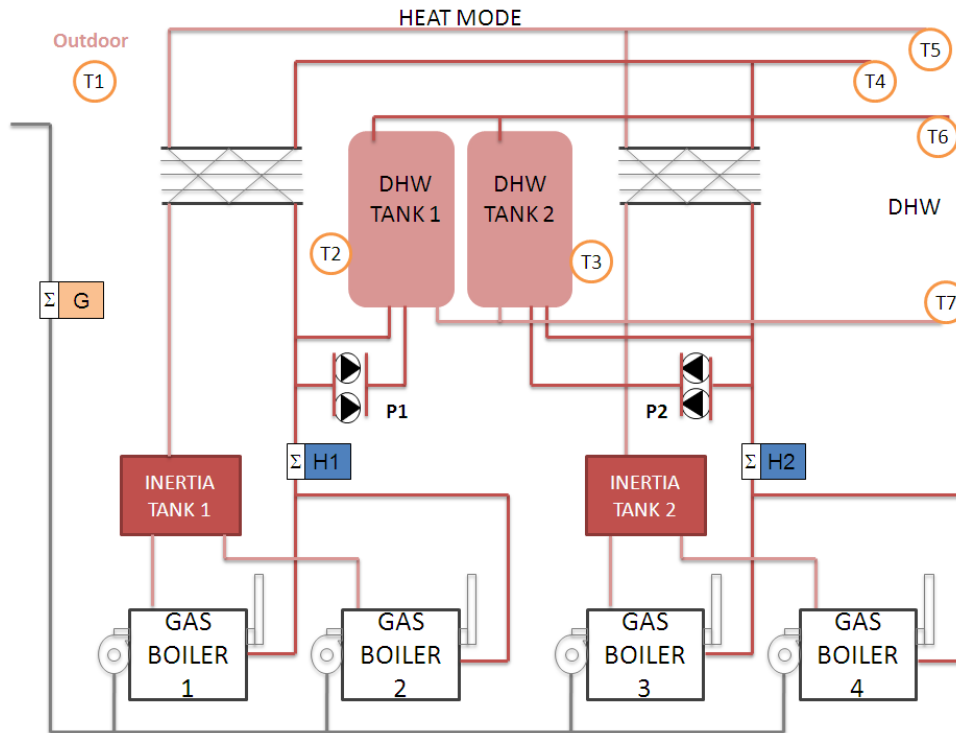 HEAT MODE
Outdoor
T5
T1
T4
T6
DHW
TANK 1
DHW
TANK 2
DHW
T2
T3
Σ G
T7
P1
P2
Σ H1
Σ H2
INERTIA
TANK 1
INERTIA
TANK 2
GAS
BOILER
1
GAS
BOILER
2
GAS
BOILER
3
GAS
BOILER
4